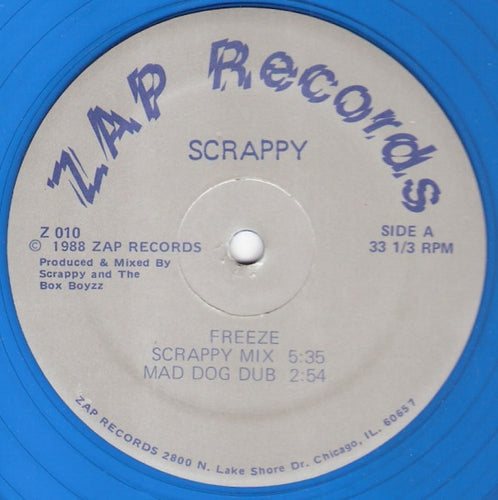 ZAP Records
SCRAPPY
Z 010
© 1988 ZAP RECORDS
Produced & Mixed By
Scrappy and The
Box Boyzz
SIDE A
33 1/3 RPM
FREEZE
SCRAPPY MIX 5:35
MAD DOG DUB 2:54
ZAP RECORDS 2800 N. Lake Shore Dr. Chicago, IL. 60657